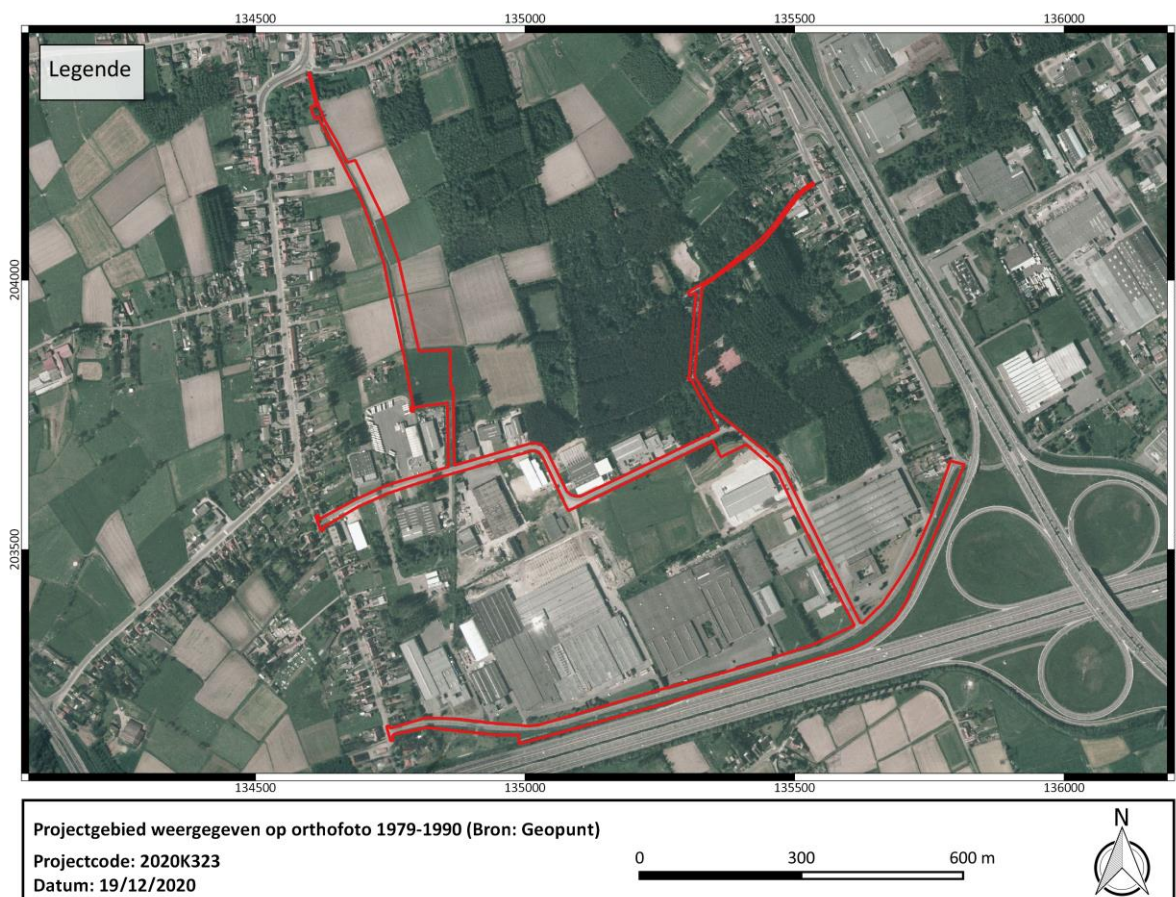 134500 135000 135500 136000
Legende
204000
203500
134500 135000 135500 136000
Projectgebied weergegeven op orthofoto 1979-1990 (Bron: Geopunt)
Projectcode: 2020K323
Datum: 19/12/2020
0 300 600 m
N